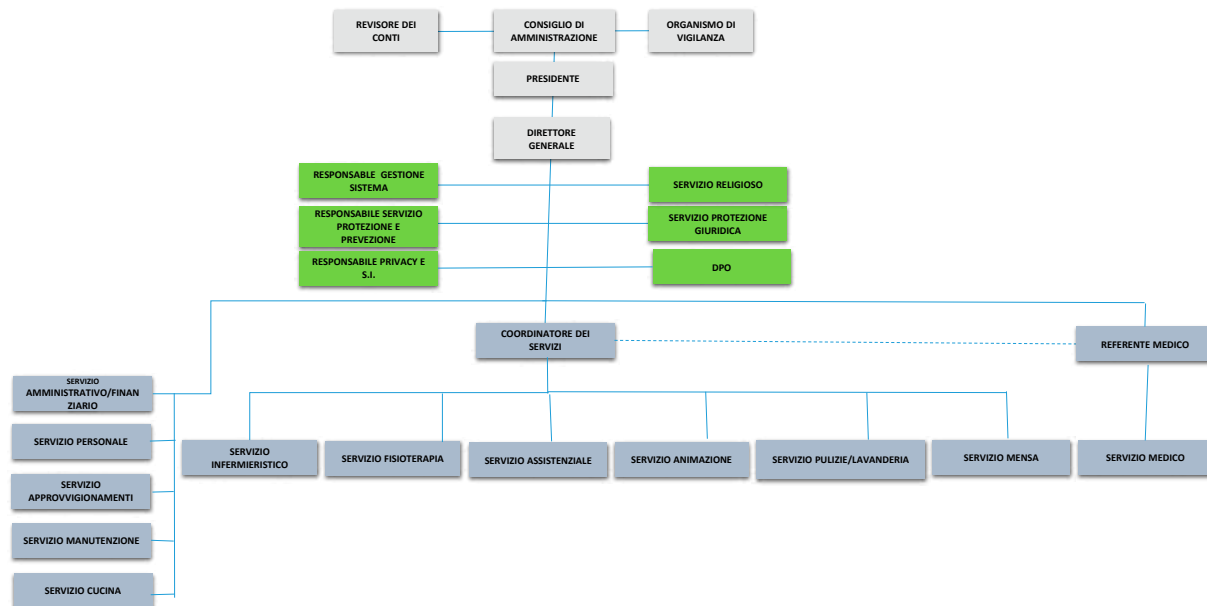 REVISORE DEI
CONTI
CONSIGLIO DI
AMMINISTRAZIONE
ORGANISMO DI
VIGILANZA
PRESIDENTE
DIRETTORE
GENERALE
RESPONSABLE GESTIONE
SISTEMA
SERVIZIO RELIGIOSO
RESPONSABILE SERVIZIO
PROTEZIONE E
PREVEZIONE
SERVIZIO PROTEZIONE
GIURIDICA
RESPONSABILE PRIVACY E
S.I.
DPO
COORDINATORE DEI
SERVIZI
REFERENTE MEDICO
SERVIZIO
AMMINISTRATIVO/FINAN
ZIARIO
SERVIZIO PERSONALE
SERVIZIO
APPROVVIGIONAMENTI
SERVIZIO MANUTENZIONE
SERVIZIO CUCINA
SERVIZIO
INFERMIERISTICO
SERVIZIO FISIOTERAPIA
SERVIZIO ASSISTENZIALE
SERVIZIO ANIMAZIONE
SERVIZIO PULIZIE/LAVANDERIA
SERVIZIO MENSA
SERVIZIO MEDICO